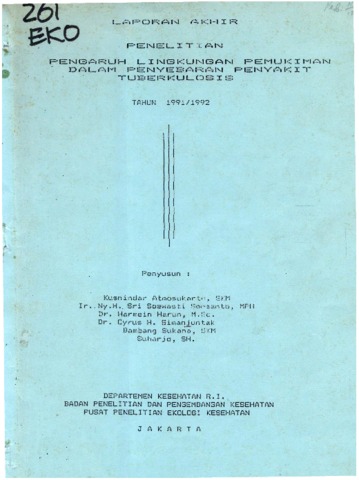 261
EKO
LAPORAN AKHIR
PENELITIAN
PENGARUH LINGKUNGAN PEMUKIMAN
DALAM PENYEBARAN PENYAKIT
TUBERKULOSIS
TAHUN 1991/1992
Penyusun :
Kusnindar Atmosukarto, SKM
Ir. Ny.H. Sri Soewasti Soesanto, MPH
Dr. Harmein Harun, M.Sc.
Dr. Cyrus H. Simanjuntak
Bambang Sukana, SKM
Suharjo, SH.
DEPARTEMEN KESEHATAN R.I.
BADAN PENELITIAN DAN PENGEMBANGAN KESEHATAN
PUSAT PENELITIAN EKOLOGI KESEHATAN
J A K A R T A